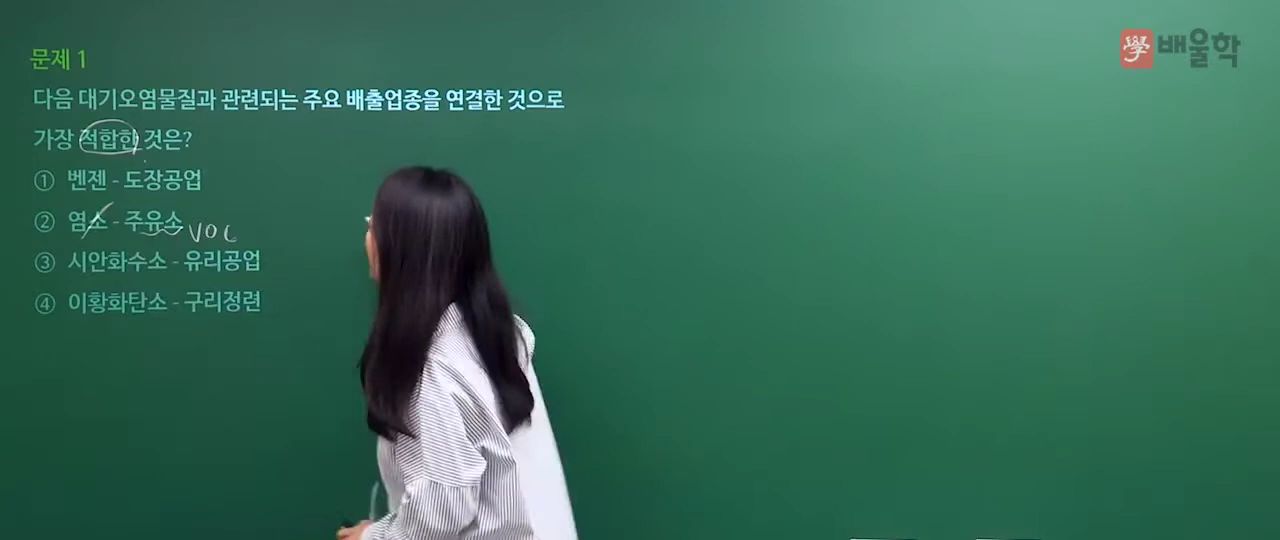 學 배울학
문제 1
다음 대기오염물질과 관련되는 주요 배출업종을 연결한 것으로
가장 적합한 것은?
① 벤젠 - 도장공업
② 염소 - 주유소 VOC
③ 시안화수소 - 유리공업
④ 이황화탄소 - 구리정련